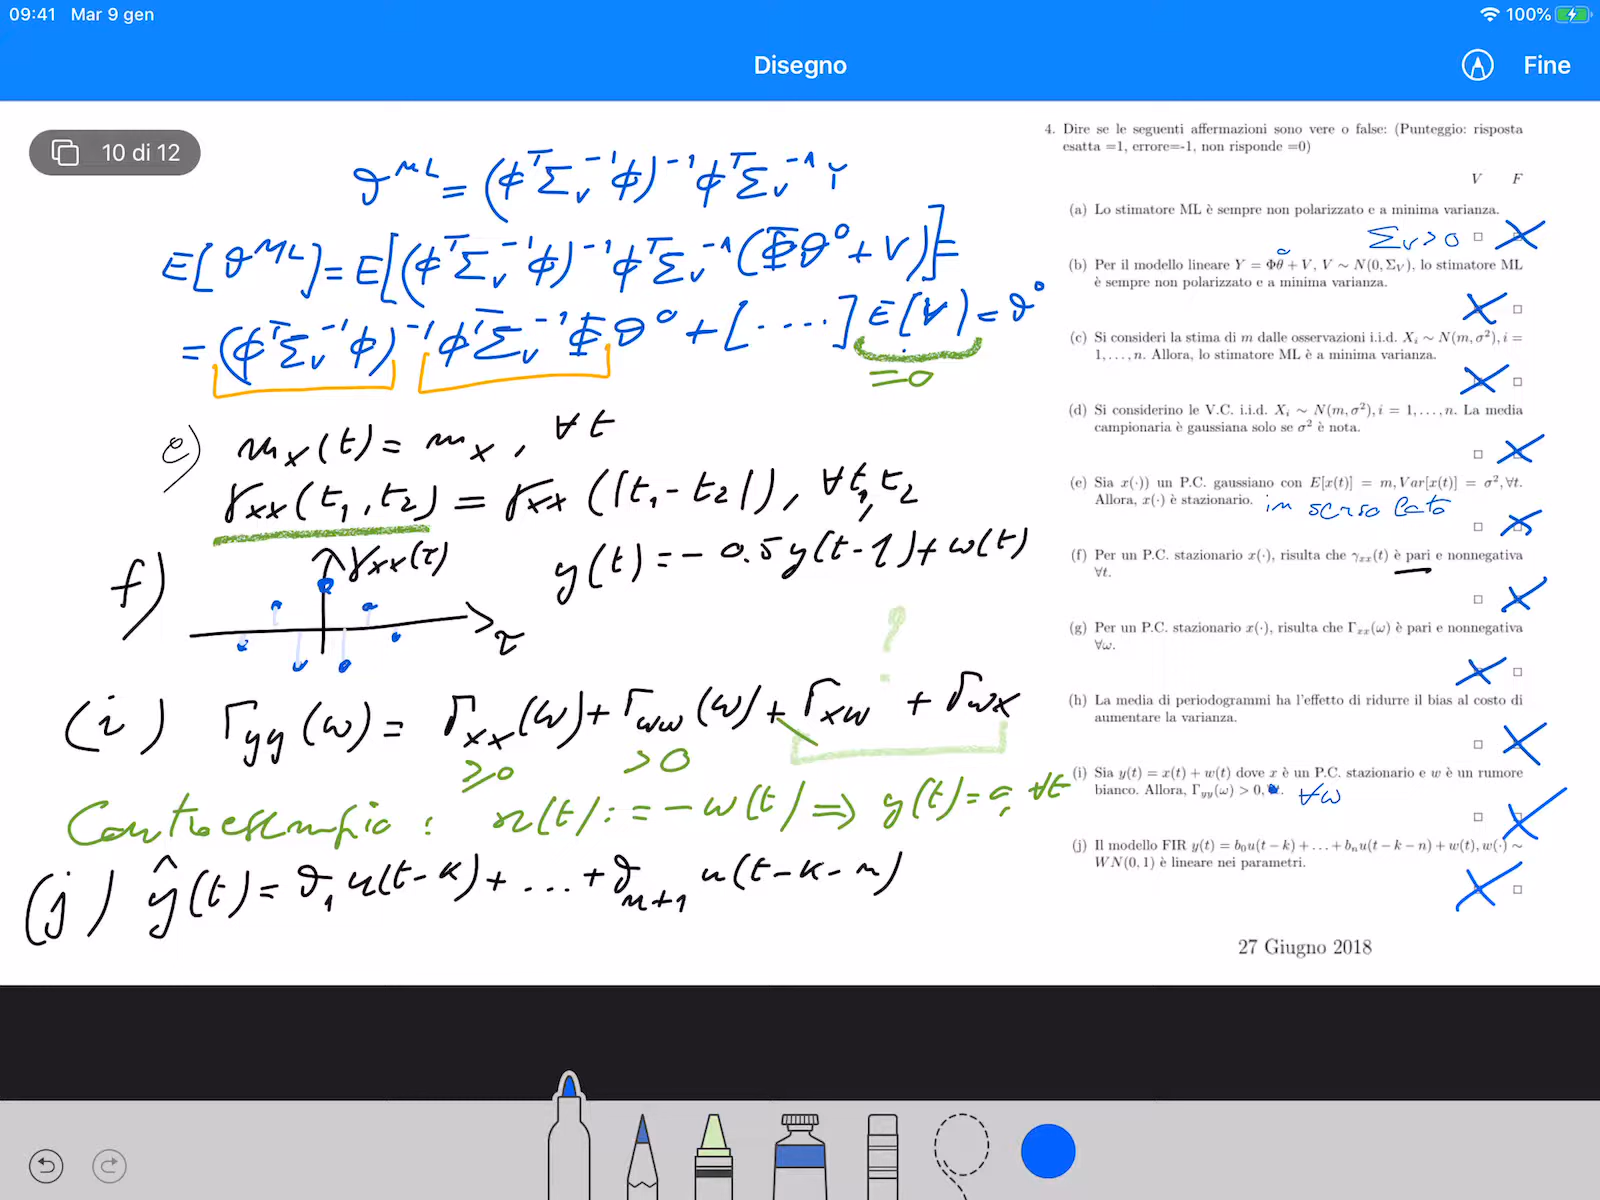 09:41 Mar 9 gen
100%
Disegno
Fine
10 di 12
ϑ^ML = (Φ^T Σ_V^-1 Φ)^-1 Φ^T Σ_V^-1 Y
E[ϑ^ML] = E[(Φ^T Σ_V^-1 Φ)^-1 Φ^T Σ_V^-1 (Φϑ⁰ + V)] =
= (Φ^T Σ_V^-1 Φ)^-1 Φ^T Σ_V^-1 Φ ϑ⁰ + [.....] E[V] = ϑ⁰
=0
e) m_x(t) = m_x, ∀t
γ_xx(t_1, t_2) = γ_xx(|t_1 - t_2|), ∀t_1, t_2
f) γ_xx(τ) y(t) = -0.5y(t-1) + w(t)
τ
?
(i) Γ_yy(ω) = Γ_xx(ω) + Γ_ww(ω) + Γ_xw + Γ_wx
≥0 >0
Controesempio: x(t) := -w(t) ⇒ y(t) = 0, ∀t
(j) ŷ(t) = ϑ_1 u(t-k) + ... + ϑ_n+1 u(t-k-n)
4. Dire se le seguenti affermazioni sono vere o false: (Punteggio: risposta
esatta =1, errore=-1, non risponde =0)
V F
(a) Lo stimatore ML è sempre non polarizzato e a minima varianza.
Σ_V>0
(b) Per il modello lineare Y = Φθ⁰ + V, V ∼ N(0, Σ_V), lo stimatore ML
è sempre non polarizzato e a minima varianza.
(c) Si consideri la stima di m dalle osservazioni i.i.d. X_i ∼ N(m, σ²), i =
1, . . . , n. Allora, lo stimatore ML è a minima varianza.
(d) Si considerino le V.C. i.i.d. X_i ∼ N(m, σ²), i = 1, . . . , n. La media
campionaria è gaussiana solo se σ² è nota.
(e) Sia x(·)) un P.C. gaussiano con E[x(t)] = m, Var[x(t)] = σ², ∀t.
Allora, x(·) è stazionario. in senso lato
(f) Per un P.C. stazionario x(·), risulta che γ_xx(t) è pari e nonnegativa
∀t.
(g) Per un P.C. stazionario x(·), risulta che Γ_xx(ω) è pari e nonnegativa
∀ω.
(h) La media di periodogrammi ha l'effetto di ridurre il bias al costo di
aumentare la varianza.
(i) Sia y(t) = x(t) + w(t) dove x è un P.C. stazionario e w è un rumore
bianco. Allora, Γ_yy(ω) > 0, ∀ω
(j) Il modello FIR y(t) = b_0u(t − k) + . . . + b_nu(t − k − n) + w(t), w(·) ∼
WN(0, 1) è lineare nei parametri.
27 Giugno 2018